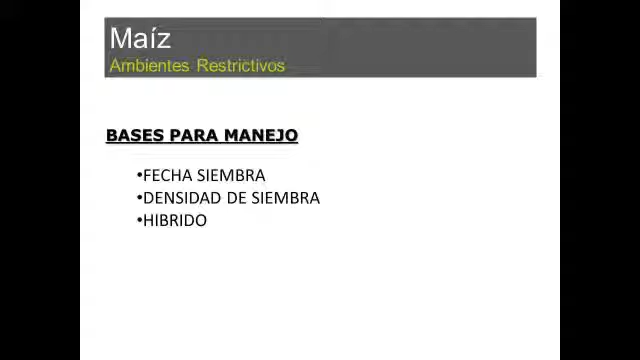 Maíz
Ambientes Restrictivos
BASES PARA MANEJO
•FECHA SIEMBRA
•DENSIDAD DE SIEMBRA
•HIBRIDO